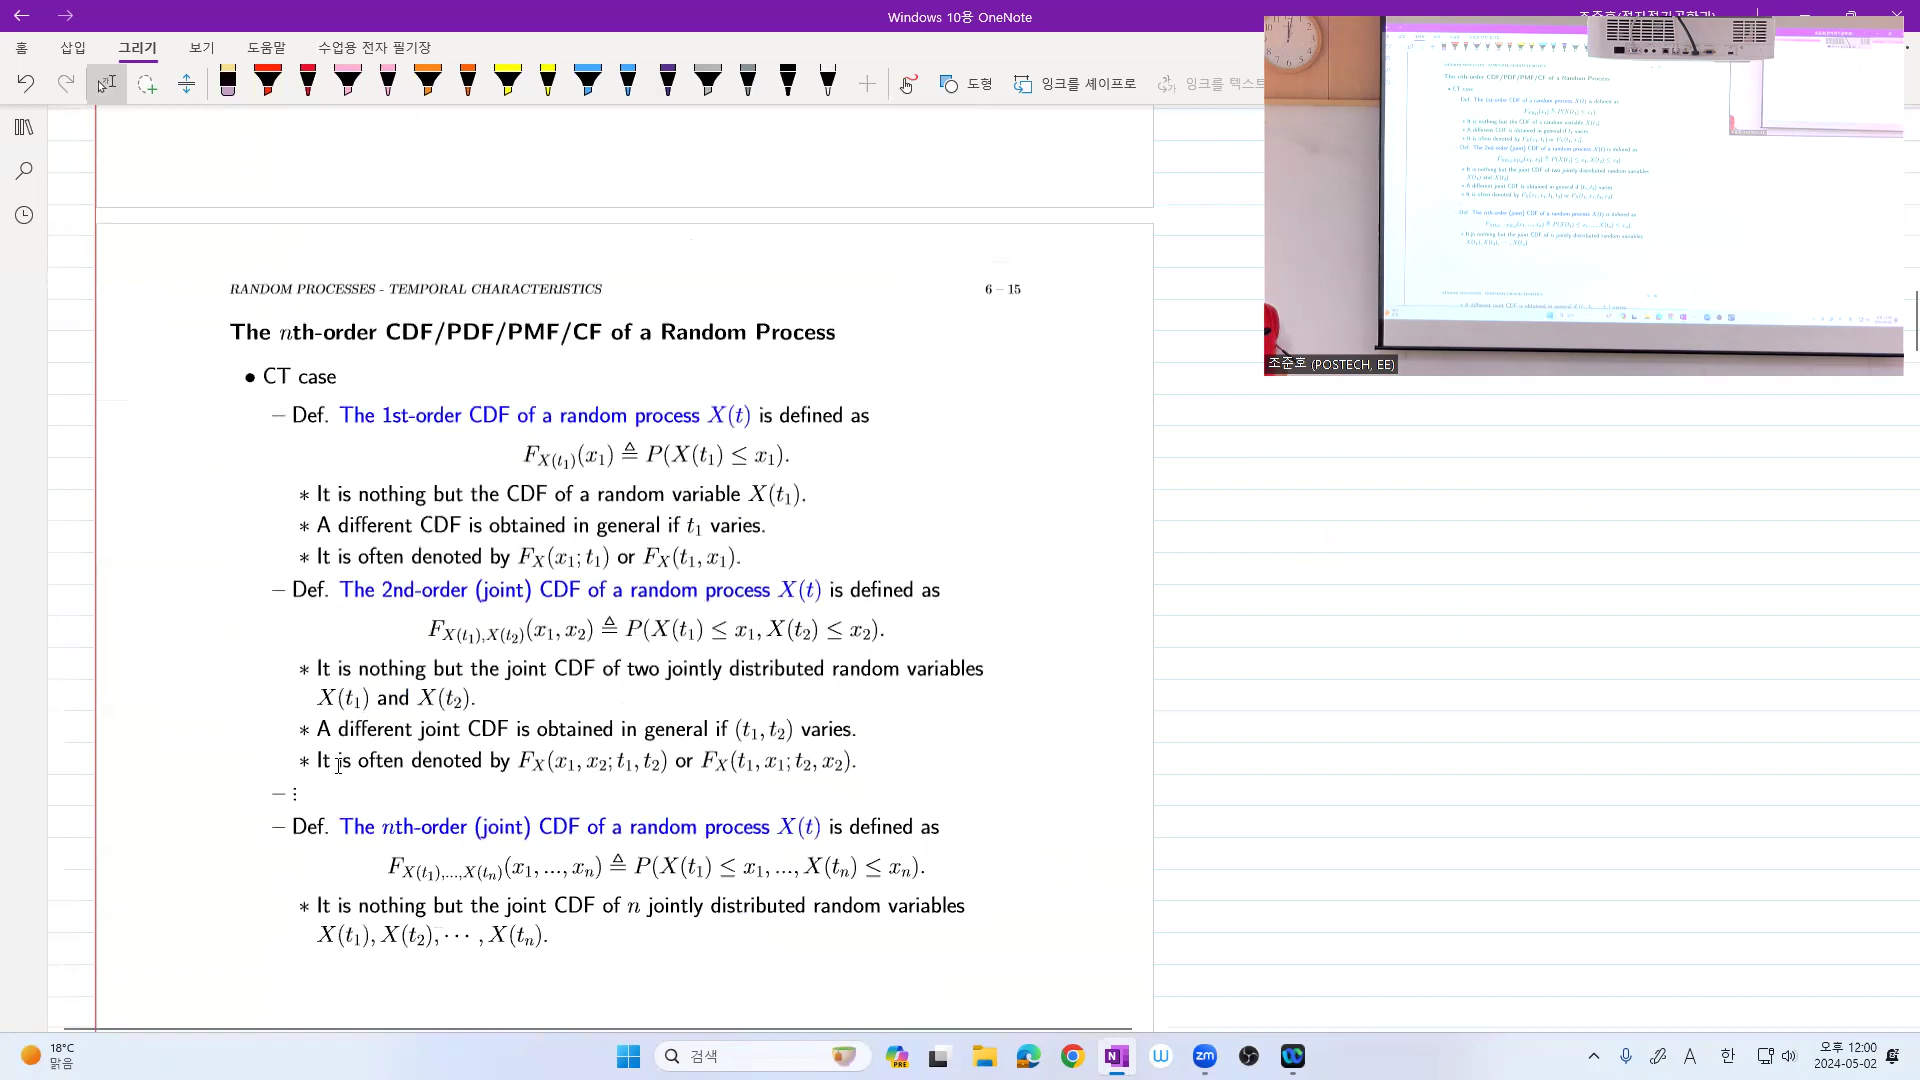 Windows 10용 OneNote
홈 삽입 그리기 보기 도움말 수업용 전자 필기장
도형 잉크를 셰이프로 잉크를 텍스트
RANDOM PROCESSES - TEMPORAL CHARACTERISTICS 6 – 15
The nth-order CDF/PDF/PMF/CF of a Random Process
• CT case
– Def. The 1st-order CDF of a random process X(t) is defined as
F_{X(t_1)}(x_1) ≜ P(X(t_1) ≤ x_1).
∗ It is nothing but the CDF of a random variable X(t_1).
∗ A different CDF is obtained in general if t_1 varies.
∗ It is often denoted by F_X(x_1; t_1) or F_X(t_1, x_1).
– Def. The 2nd-order (joint) CDF of a random process X(t) is defined as
F_{X(t_1),X(t_2)}(x_1, x_2) ≜ P(X(t_1) ≤ x_1, X(t_2) ≤ x_2).
∗ It is nothing but the joint CDF of two jointly distributed random variables
X(t_1) and X(t_2).
∗ A different joint CDF is obtained in general if (t_1, t_2) varies.
∗ It is often denoted by F_X(x_1, x_2; t_1, t_2) or F_X(t_1, x_1; t_2, x_2).
– ⋮
– Def. The nth-order (joint) CDF of a random process X(t) is defined as
F_{X(t_1),...,X(t_n)}(x_1, ..., x_n) ≜ P(X(t_1) ≤ x_1, ..., X(t_n) ≤ x_n).
∗ It is nothing but the joint CDF of n jointly distributed random variables
X(t_1), X(t_2), ··· , X(t_n).
조준호 (POSTECH, EE)
18°C
맑음
검색
PRE
zm
A 한
오후 12:00
2024-05-02